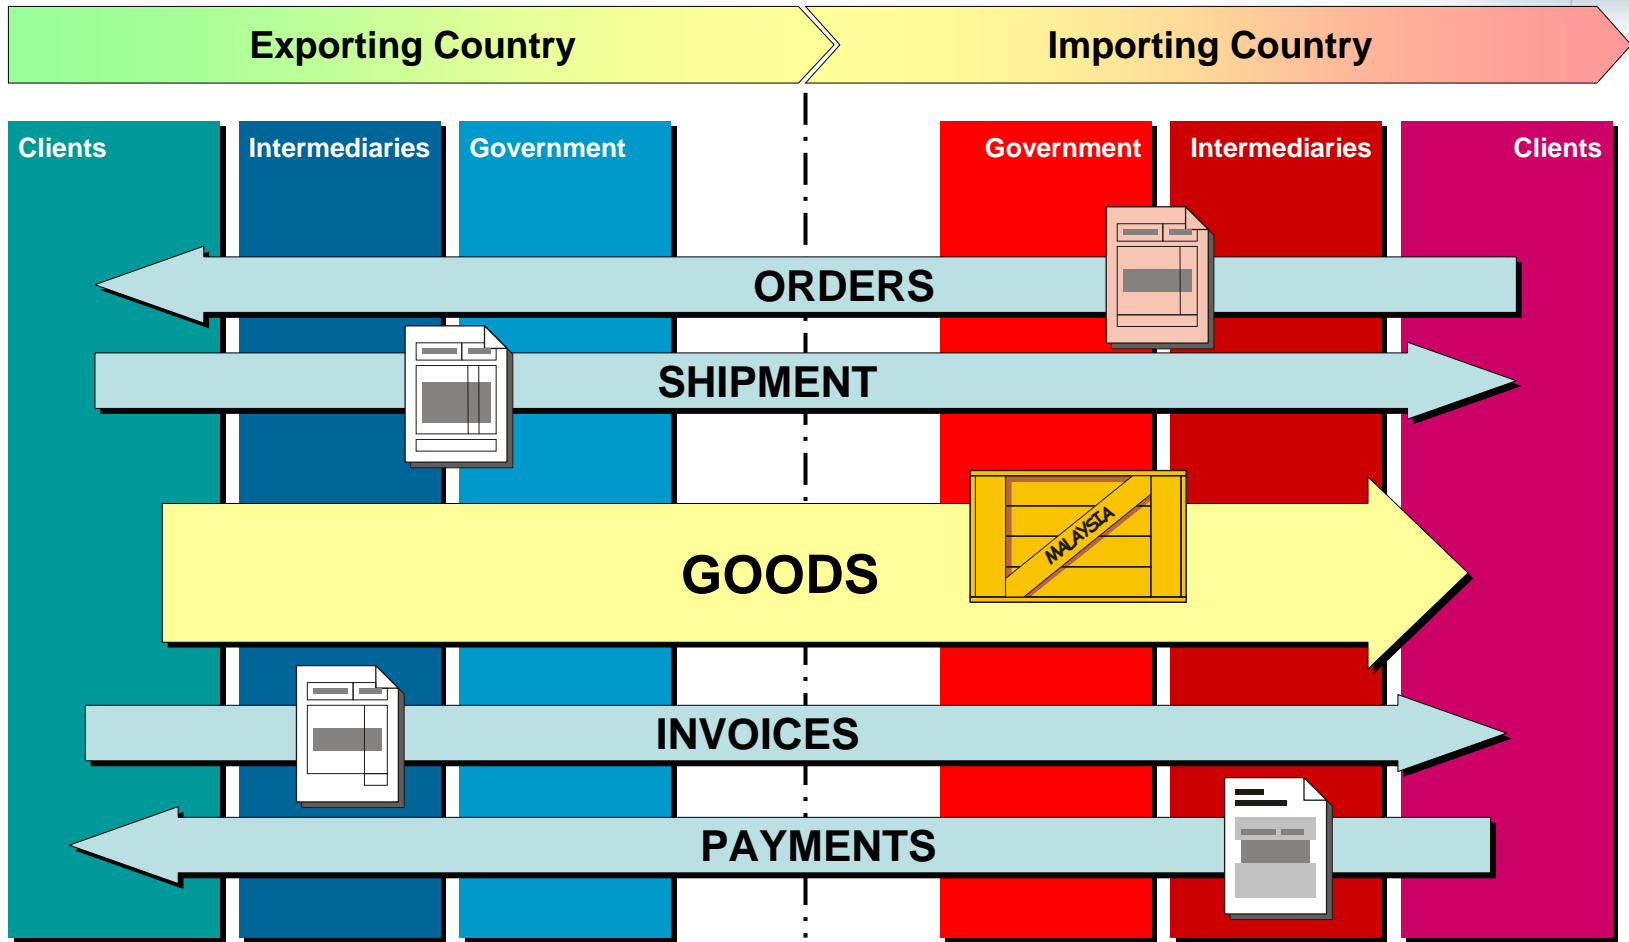 Exporting Country
Importing Country
Clients
Intermediaries
Government
Government
Intermediaries
Clients
ORDERS
SHIPMENT
MALAYSIA
GOODS
INVOICES
PAYMENTS